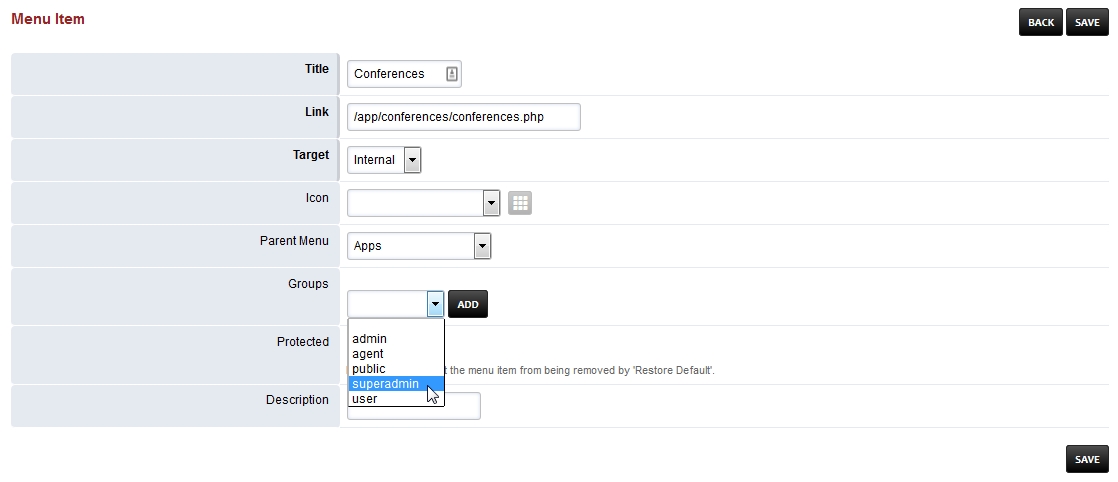 Menu Item
BACK SAVE
Title Conferences
Link /app/conferences/conferences.php
Target Internal
Icon
Parent Menu Apps
Groups
ADD
admin
agent
public
superadmin
user
Protected
t the menu item from being removed by 'Restore Default'.
Description
SAVE